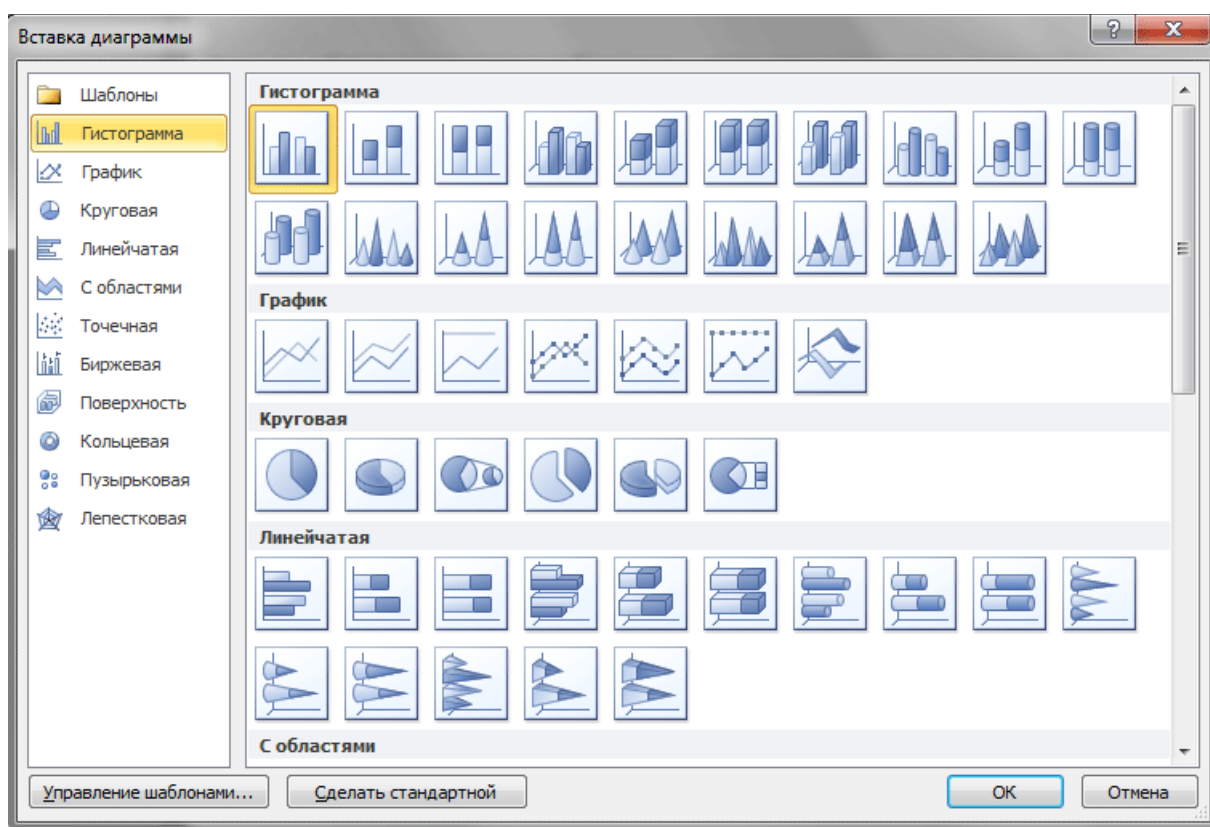 Вставка диаграммы
Шаблоны
Гистограмма
График
Круговая
Линейчатая
С областями
Точечная
Биржевая
Поверхность
Кольцевая
Пузырьковая
Лепестковая
Гистограмма
График
Круговая
Линейчатая
С областями
Управление шаблонами...
Сделать стандартной
ОК
Отмена